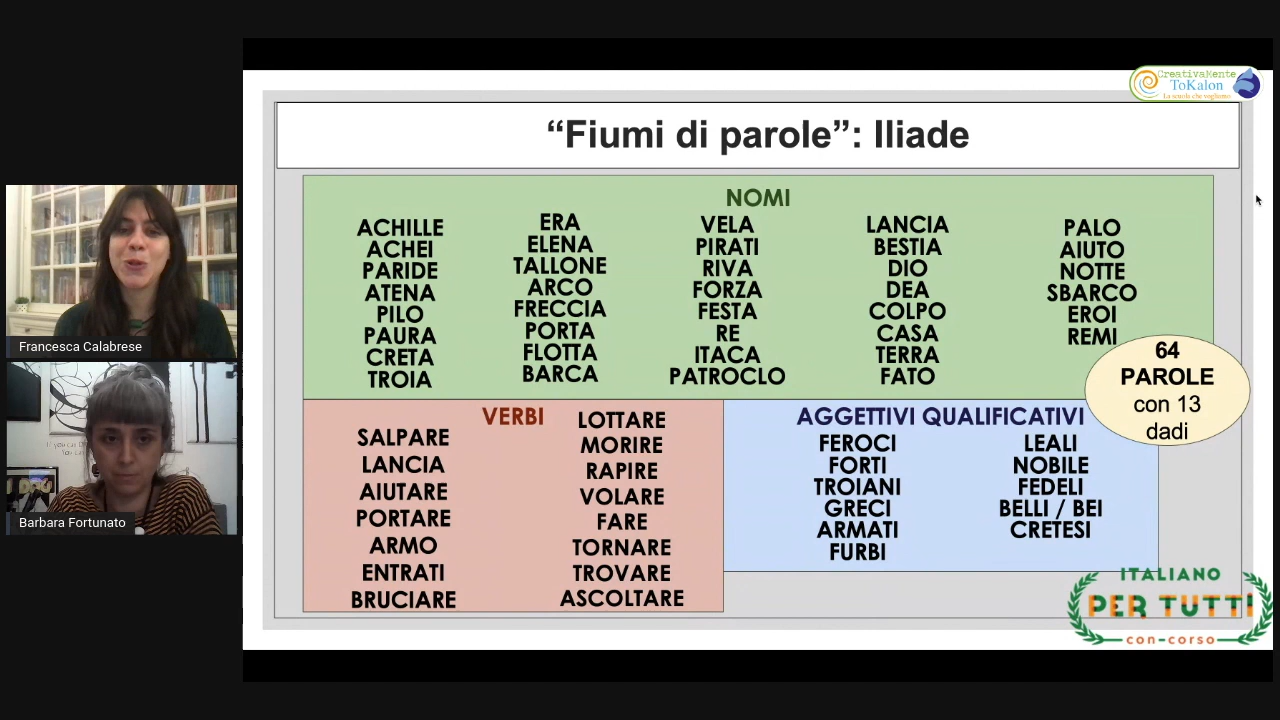 CreativaMente
ToKalon
La scuola che vogliamo
“Fiumi di parole”: Iliade
NOMI
ACHILLE
ACHEI
PARIDE
ATENA
PILO
PAURA
CRETA
TROIA
ERA
ELENA
TALLONE
ARCO
FRECCIA
PORTA
FLOTTA
BARCA
VELA
PIRATI
RIVA
FORZA
FESTA
RE
ITACA
PATROCLO
LANCIA
BESTIA
DIO
DEA
COLPO
CASA
TERRA
FATO
PALO
AIUTO
NOTTE
SBARCO
EROI
REMI
64
PAROLE
con 13
dadi
VERBI
SALPARE
LANCIA
AIUTARE
PORTARE
ARMO
ENTRATI
BRUCIARE
LOTTARE
MORIRE
RAPIRE
VOLARE
FARE
TORNARE
TROVARE
ASCOLTARE
AGGETTIVI QUALIFICATIVI
FEROCI
FORTI
TROIANI
GRECI
ARMATI
FURBI
LEALI
NOBILE
FEDELI
BELLI / BEI
CRETESI
ITALIANO
PER TUTTI
con-corso
Francesca Calabrese
Barbara Fortunato